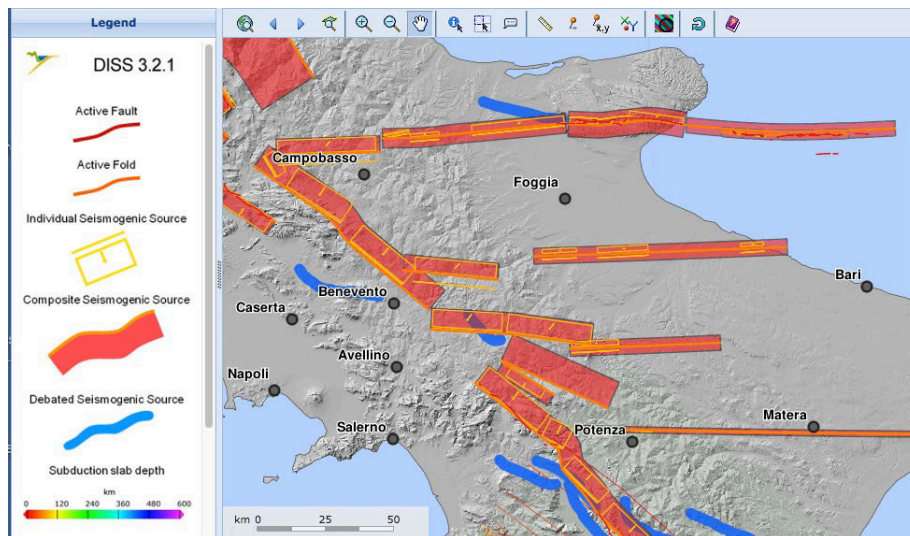 Legend
DISS 3.2.1
Active Fault
Active Fold
Individual Seismogenic Source
Composite Seismogenic Source
Debated Seismogenic Source
Subduction slab depth
km
0 120 240 360 480 600
x,y
Campobasso
Foggia
Bari
Benevento
Caserta
Avellino
Napoli
Matera
Salerno
Potenza
km 0 25 50